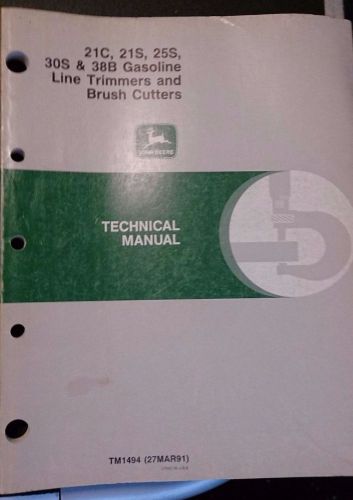 21C, 21S, 25S,
30S & 38B Gasoline
Line Trimmers and
Brush Cutters
JOHN DEERE
TECHNICAL
MANUAL
TM1494 (27MAR91)